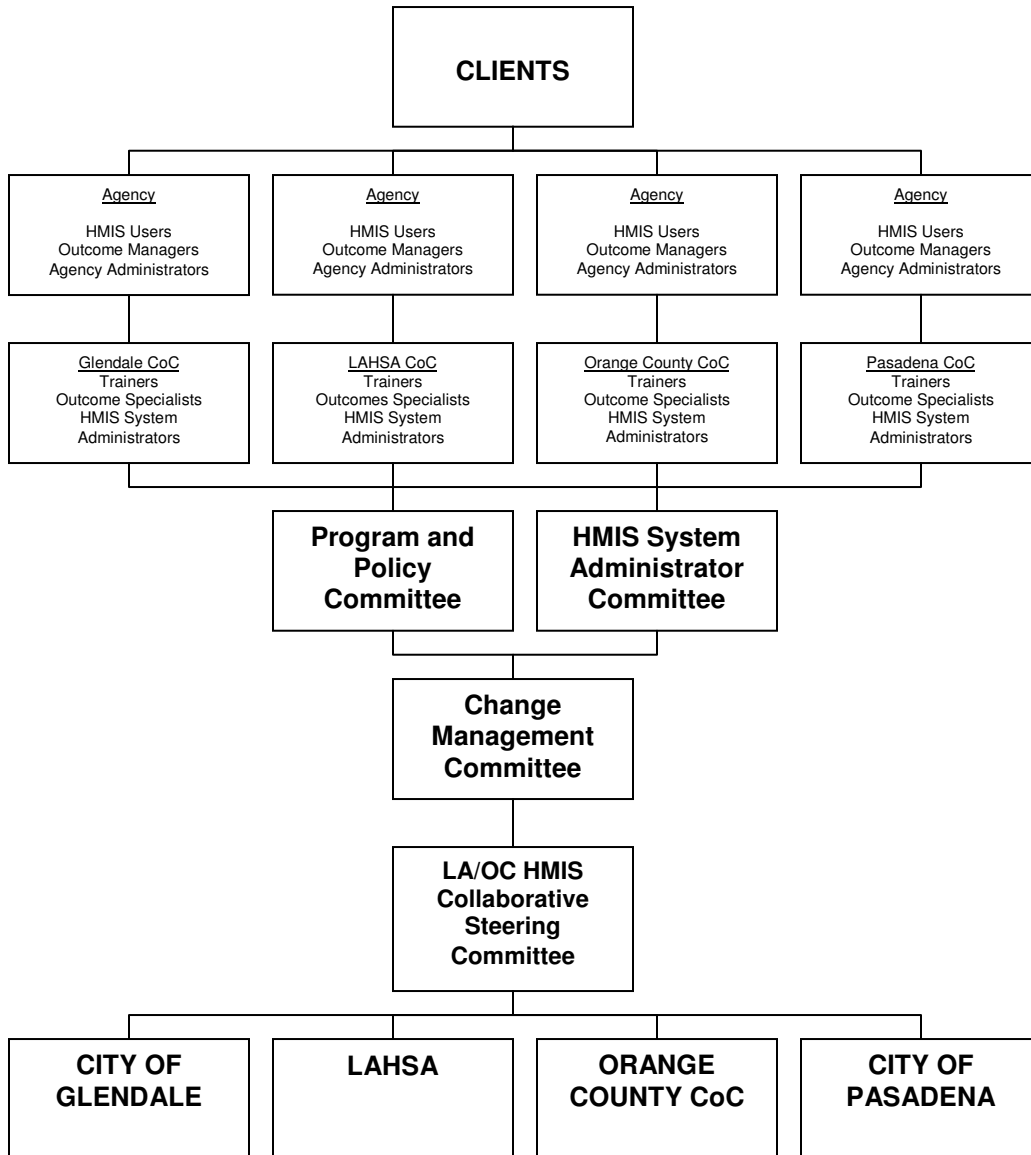 CLIENTS
Agency
HMIS Users
Outcome Managers
Agency Administrators
Agency
HMIS Users
Outcome Managers
Agency Administrators
Agency
HMIS Users
Outcome Managers
Agency Administrators
Agency
HMIS Users
Outcome Managers
Agency Administrators
Glendale CoC
Trainers
Outcome Specialists
HMIS System
Administrators
LAHSA CoC
Trainers
Outcomes Specialists
HMIS System
Administrators
Orange County CoC
Trainers
Outcome Specialists
HMIS System
Administrators
Pasadena CoC
Trainers
Outcome Specialists
HMIS System
Administrators
Program and
Policy
Committee
HMIS System
Administrator
Committee
Change
Management
Committee
LA/OC HMIS
Collaborative
Steering
Committee
CITY OF
GLENDALE
LAHSA
ORANGE
COUNTY CoC
CITY OF
PASADENA